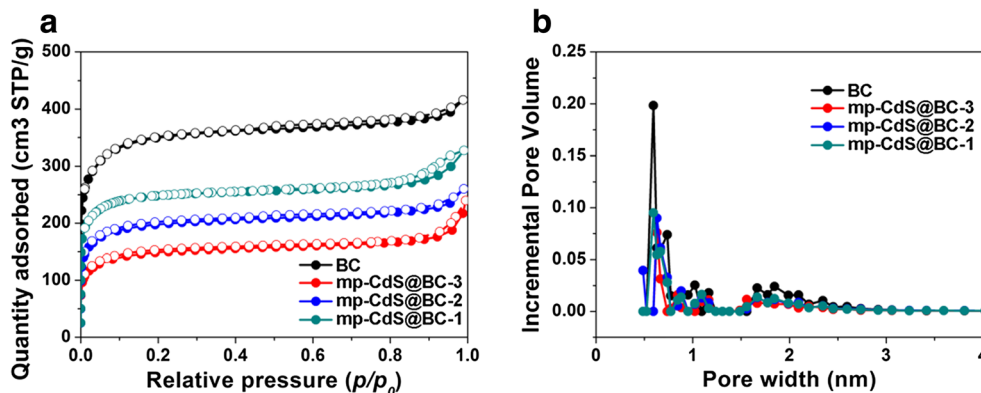 a
Quantity adsorbed (cm3 STP/g)
500
400
300
200
100
0
0.0 0.2 0.4 0.6 0.8 1.0
Relative pressure (p/p0)
BC
mp-CdS@BC-3
mp-CdS@BC-2
mp-CdS@BC-1
b
Incremental Pore Volume
0.25
0.20
0.15
0.10
0.05
0.00
0 1 2 3 4
Pore width (nm)
BC
mp-CdS@BC-3
mp-CdS@BC-2
mp-CdS@BC-1